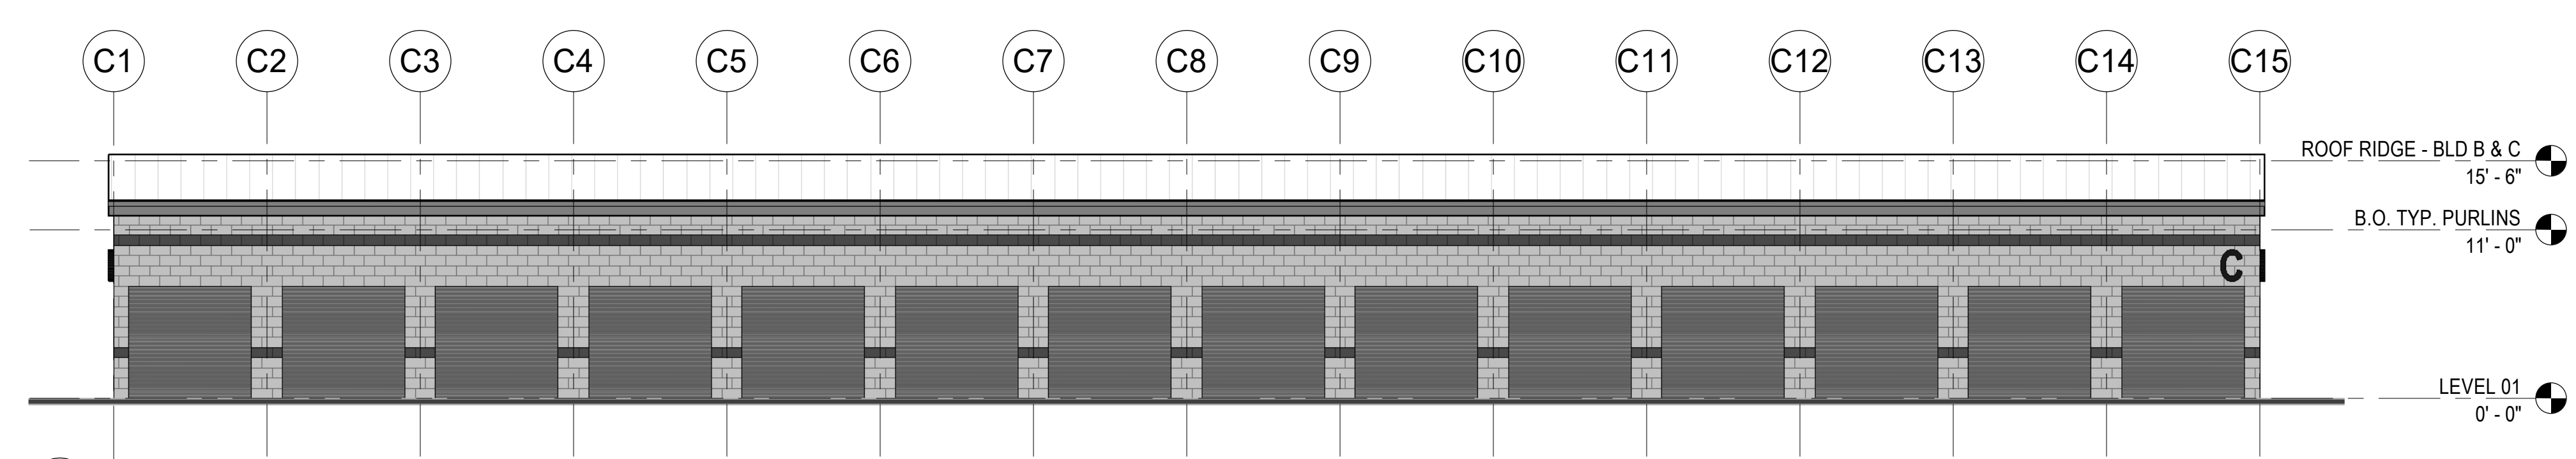 C1 C2 C3 C4 C5 C6 C7 C8 C9 C10 C11 C12 C13 C14 C15
ROOF RIDGE - BLD B & C
15' - 6"
B.O. TYP. PURLINS
11' - 0"
C
LEVEL 01
0' - 0"